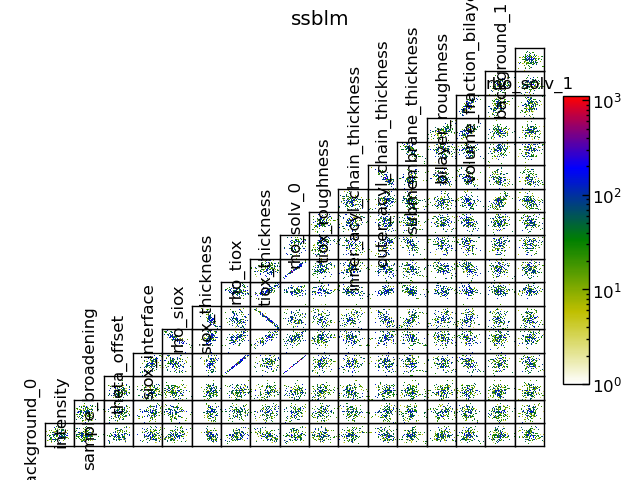 ssblm
background_0
intensity
sample_broadening
theta_offset
siox_interface
rho_siox
siox_thickness
rho_tiox
tiox_thickness
rho_solv_0
tiox_roughness
inner_acyl_chain_thickness
outer_acyl_chain_thickness
submembrane_thickness
bilayer_roughness
volume_fraction_bilaye
background_1
rho_solv_1
10³
10²
10¹
10⁰